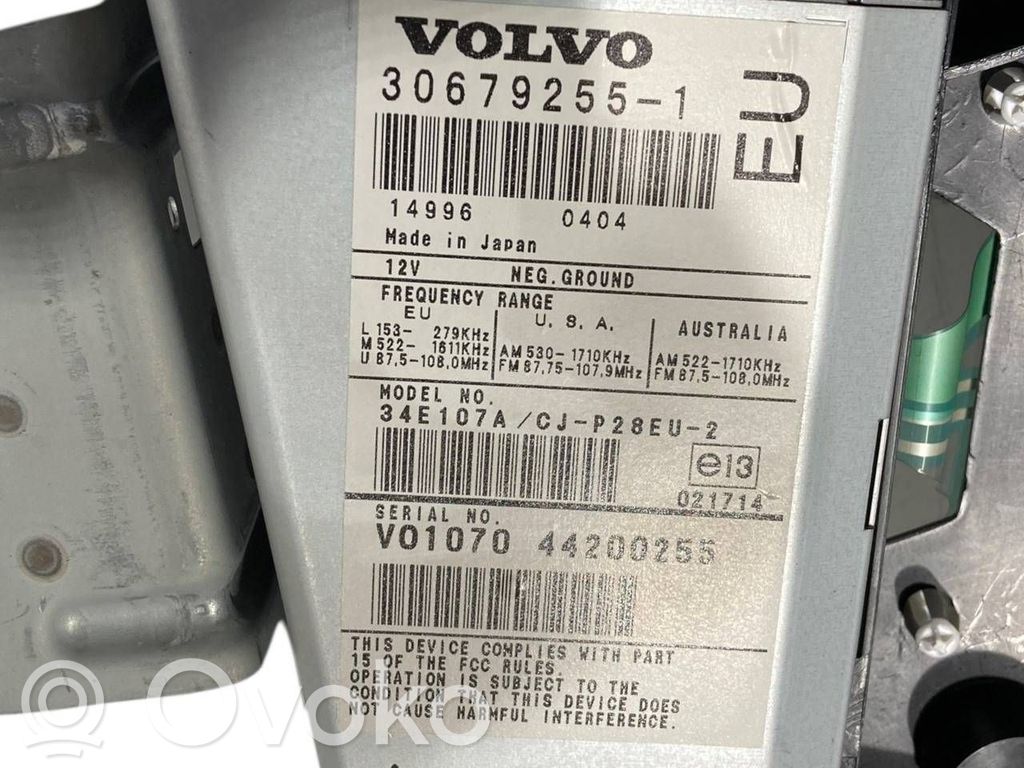 VOLVO
30679255-1
EU
14996 0404
Made in Japan
12V NEG. GROUND
FREQUENCY RANGE
EU
L 153- 279KHz
M 522- 1611KHz
U 87,5-108,0MHz
U. S. A.
AM 530-1710KHz
FM 87,75-107,9MHz
AUSTRALIA
AM 522-1710KHz
FM 87,5-108,0MHz
MODEL NO.
34E107A/CJ-P28EU-2
e13
021714
SERIAL NO.
VO1070 44200255
THIS DEVICE COMPLIES WITH PART
15 OF THE FCC RULES.
OPERATION IS SUBJECT TO THE
CONDITION THAT THIS DEVICE DOES
NOT CAUSE HARMFUL INTERFERENCE.
Ovoko